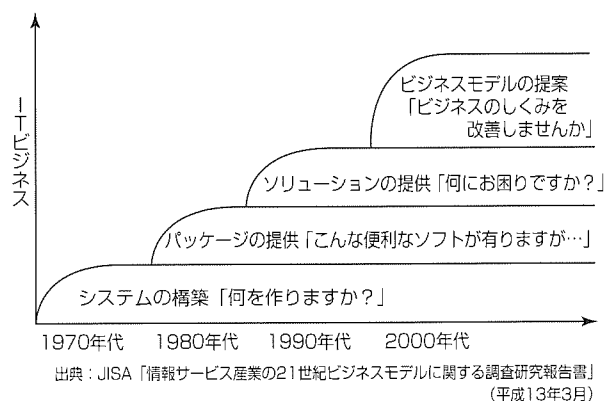 ITビジネス
ビジネスモデルの提案
「ビジネスのしくみを
改善しませんか」
ソリューションの提供「何にお困りですか?」
パッケージの提供「こんな便利なソフトが有りますが…」
システムの構築「何を作りますか?」
1970年代 1980年代 1990年代 2000年代
出典:JISA「情報サービス産業の21世紀ビジネスモデルに関する調査研究報告書」
(平成13年3月)